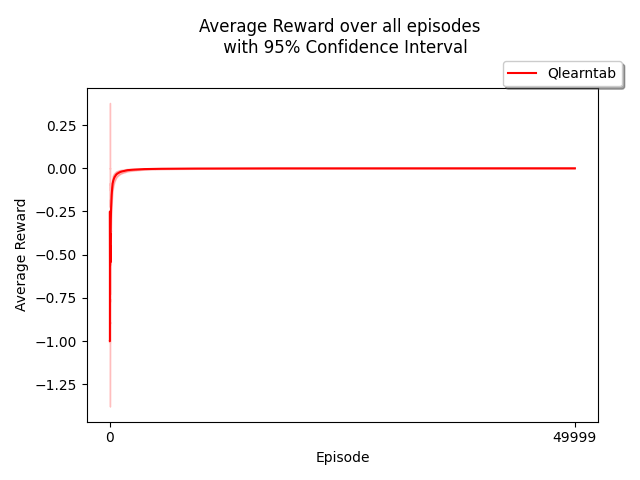 Average Reward over all episodes
with 95% Confidence Interval
Qlearntab
0.25
0.00
−0.25
−0.50
−0.75
−1.00
−1.25
Average Reward
0
49999
Episode